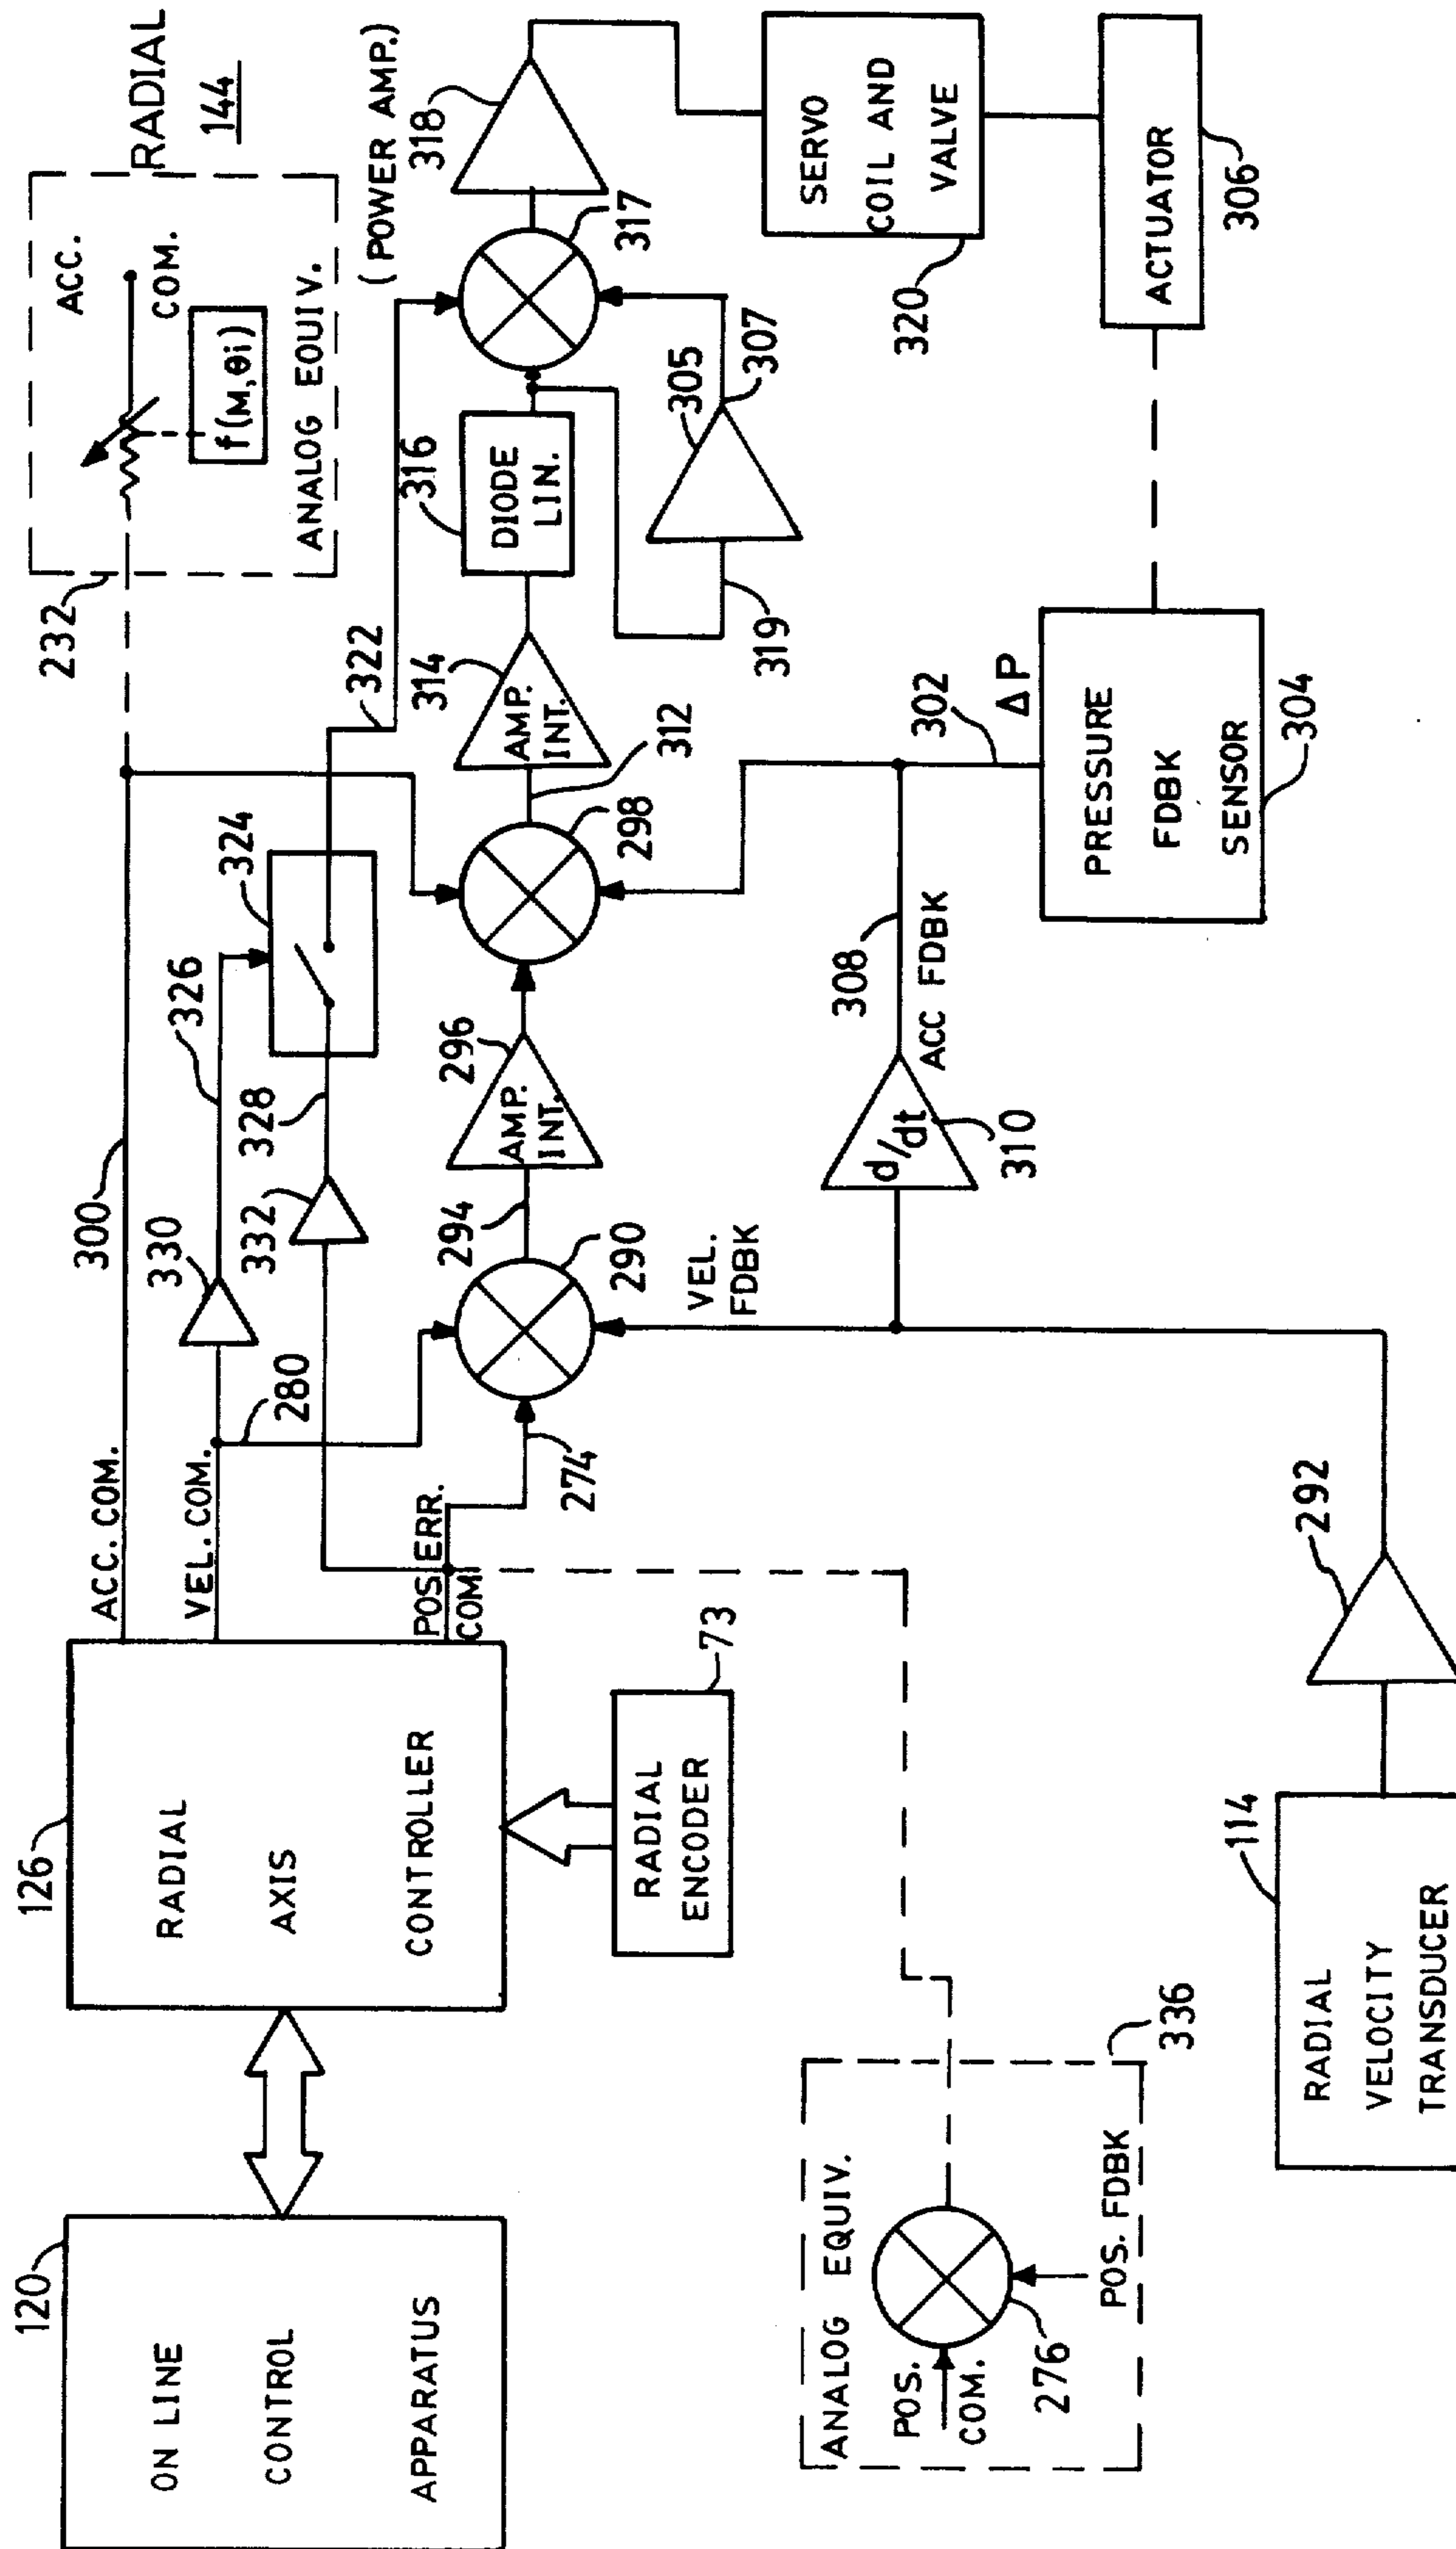 RADIAL
144
ACC.
COM.
f(M,θi)
ANALOG EQUIV.
232
300
ACC. COM.
VEL. COM.
POS ERR.
COM
120
ON LINE
CONTROL
APPARATUS
126
RADIAL
AXIS
CONTROLLER
RADIAL
ENCODER
73
330
326
280
332
328
324
322
274
290
294
AMP.
INT.
296
298
312
AMP.
INT.
314
DIODE
LIN.
316
317
318
(POWER AMP.)
305
307
319
SERVO
COIL AND
VALVE
320
ACTUATOR
306
VEL.
FDBK
d/dt
310
308
ACC FDBK
302
ΔP
PRESSURE
FDBK
SENSOR
304
ANALOG EQUIV.
POS.
COM.
276
POS. FDBK
336
114
RADIAL
VELOCITY
TRANSDUCER
292